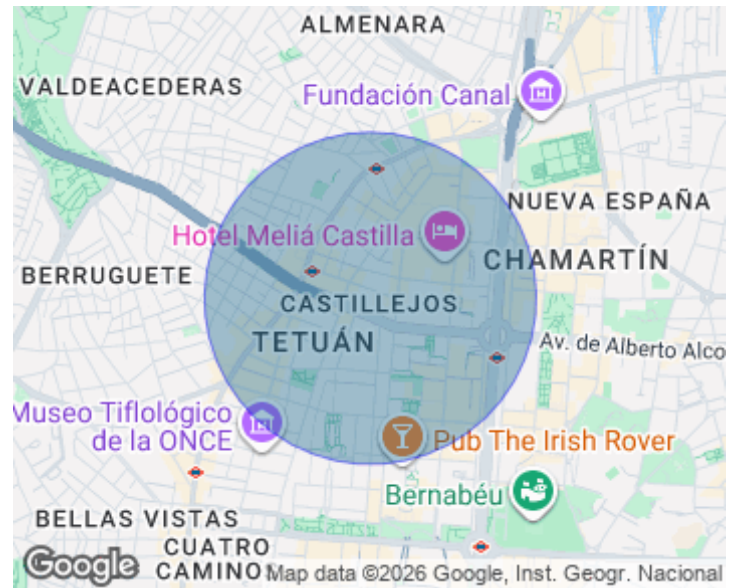 ALMENARA
VALDEACEDERAS
Fundación Canal
NUEVA ESPAÑA
Hotel Meliá Castilla
CHAMARTÍN
BERRUGUETE
CASTILLEJOS
TETUÁN
Av. de Alberto Alco
Museo Tiflológico
de la ONCE
Pub The Irish Rover
Bernabéu
BELLAS VISTAS
CUATRO
CAMINOS
Google
Map data ©2026 Google, Inst. Geogr. Nacional